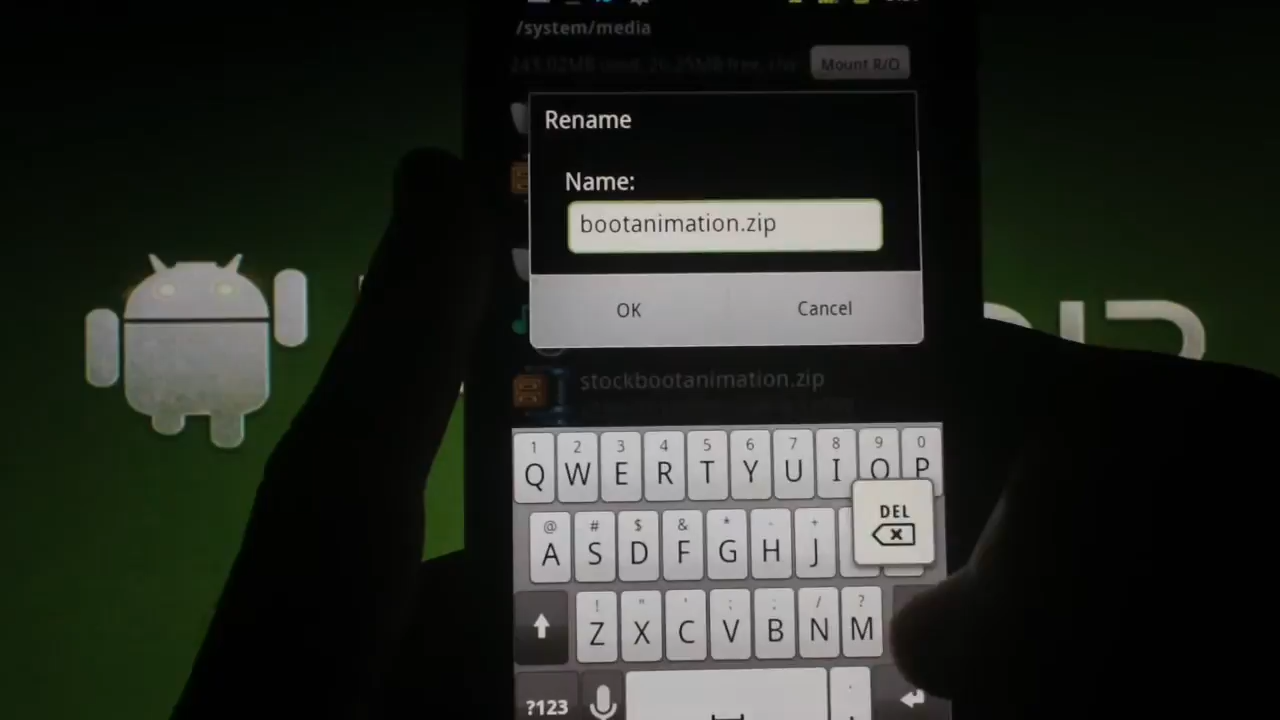 /system/media
Mount R/O
Rename
Name:
bootanimation.zip
OK
Cancel
stockbootanimation.zip
1 2 3 4 5 6 7 8 9 0
Q W E R T Y U I O P
DEL
@ # $ & * - +
A S D F G H J
! " ' : ; / ?
Z X C V B N M
?123